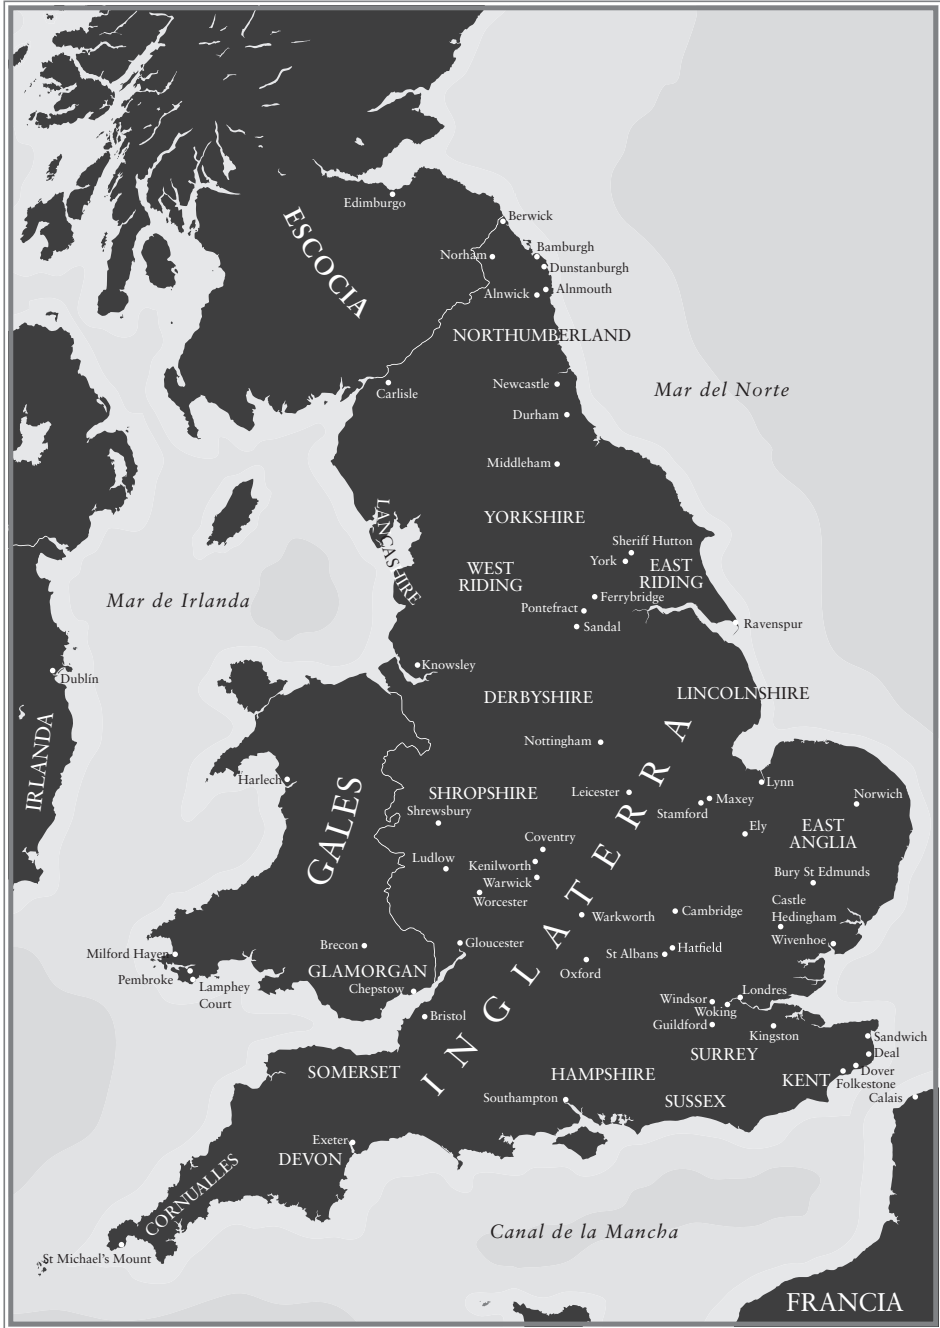 Edimburgo
ESCOCIA
Berwick
Bamburgh
Norham
Dunstanburgh
Alnwick
Alnmouth
NORTHUMBERLAND
Carlisle
Newcastle
Mar del Norte
Durham
Middleham
LANCASHIRE
YORKSHIRE
Sheriff Hutton
York
WEST
RIDING
EAST
RIDING
Mar de Irlanda
Ferrybridge
Pontefract
Sandal
Ravenspur
Knowsley
Dublín
DERBYSHIRE
LINCOLNSHIRE
IRLANDA
Nottingham
Harlech
GALES
SHROPSHIRE
Shrewsbury
Leicester
Lynn
Maxey
Stamford
Norwich
Ely
EAST
ANGLIA
Coventry
Ludlow
Kenilworth
Warwick
Worcester
INGLATERRA
Bury St Edmunds
Castle
Hedingham
Warkworth
Cambridge
Wivenhoe
Milford Haven
Brecon
Gloucester
St Albans
Hatfield
Oxford
Pembroke
Lamphey
Court
GLAMORGAN
Chepstow
Londres
Windsor
Woking
Guildford
Kingston
Bristol
Sandwich
Deal
SURREY
SOMERSET
HAMPSHIRE
KENT
Dover
Folkestone
Calais
Southampton
SUSSEX
Exeter
DEVON
CORNUALLES
Canal de la Mancha
St Michael's Mount
FRANCIA